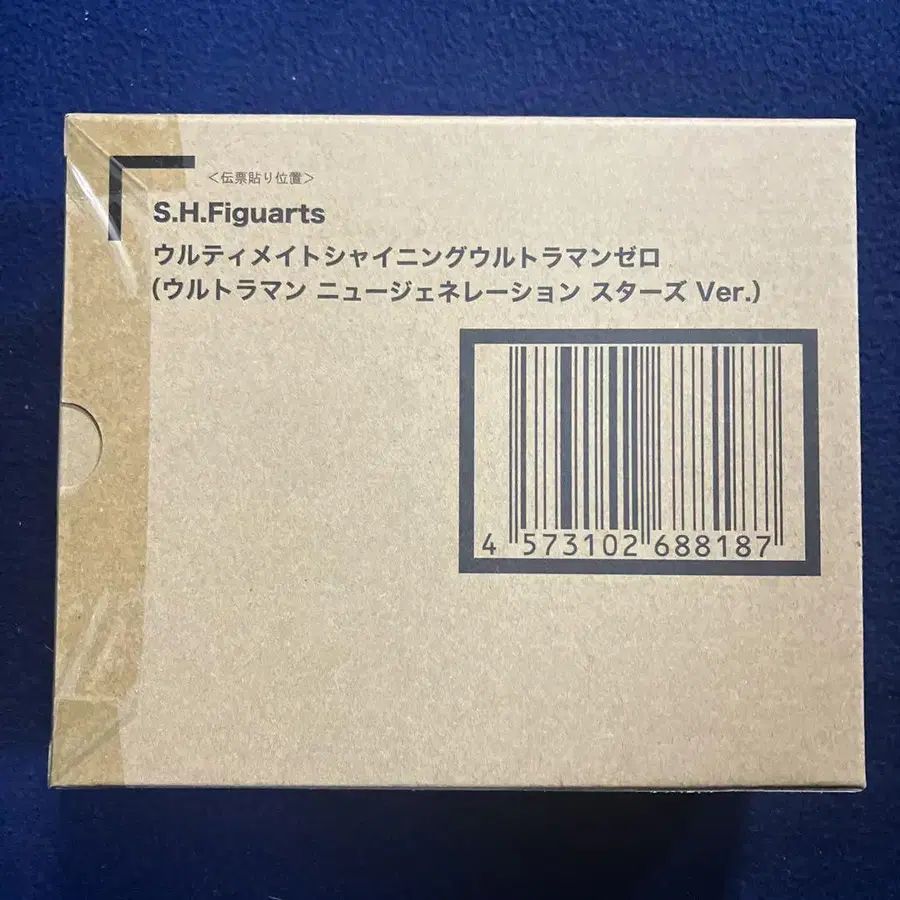 ＜伝票貼り位置＞
S.H.Figuarts
ウルティメイトシャイニングウルトラマンゼロ
(ウルトラマン ニュージェネレーション スターズ Ver.)
4 573102 688187